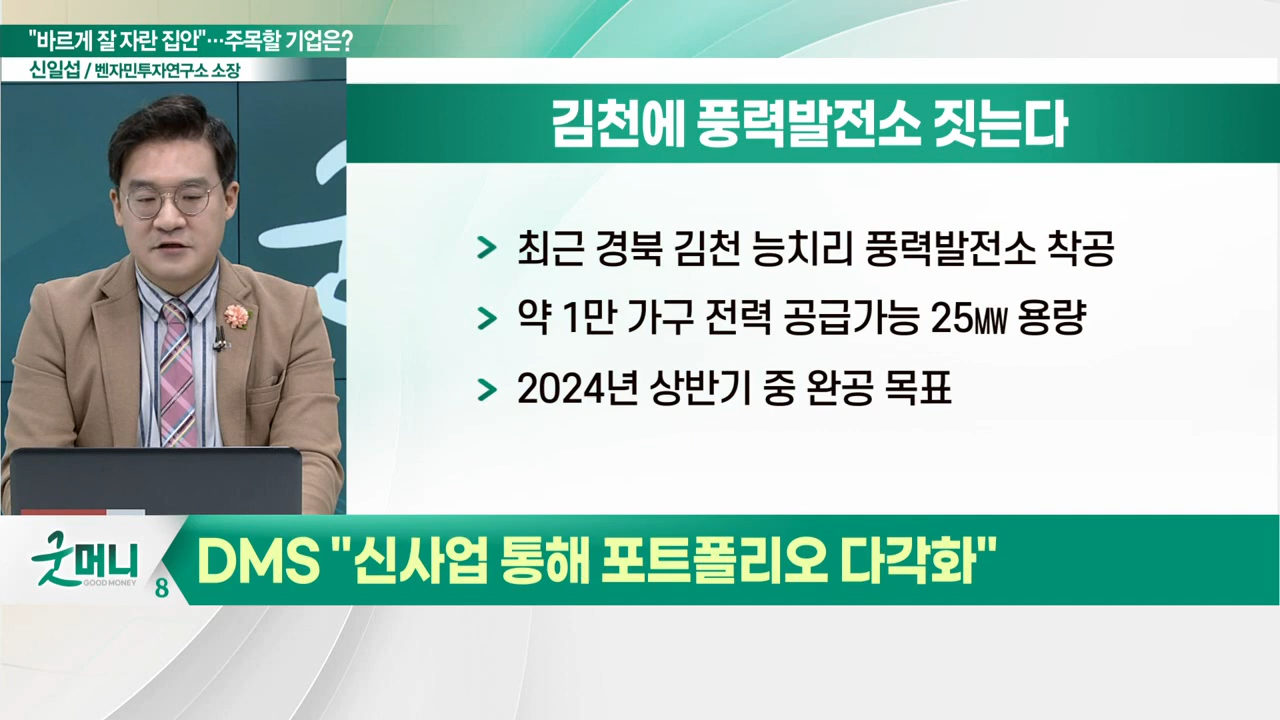 "바르게 잘 자란 집안"…주목할 기업은?
신일섭 / 벤자민투자연구소 소장
김천에 풍력발전소 짓는다
> 최근 경북 김천 능치리 풍력발전소 착공
> 약 1만 가구 전력 공급가능 25㎿ 용량
> 2024년 상반기 중 완공 목표
굿머니
GOOD MONEY
8
DMS "신사업 통해 포트폴리오 다각화"